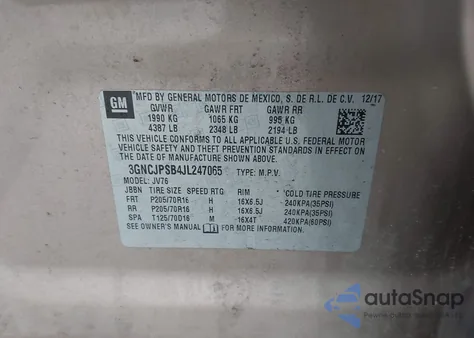 GM
MFD BY GENERAL MOTORS DE MEXICO, S. DE R.L. DE C.V. 12/17
GVWR GAWR FRT GAWR RR
1990 KG 1065 KG 995 KG
4387 LB 2348 LB 2194 LB
THIS VEHICLE CONFORMS TO ALL APPLICABLE U.S.
FEDERAL MOTOR VEHICLE SAFETY, BUMPER, AND THEFT
PREVENTION STANDARDS IN EFFECT ON THE DATE OF
MANUFACTURE SHOWN ABOVE.
3GNCJPSB4JL247065 TYPE: M.P.V.
MODEL: JV76
JBBN TIRE SIZE SPEED RTG RIM COLD TIRE PRESSURE
FRT P205/70R16 H 16X6.5J 240KPA(35PSI)
RR P205/70R16 H 16X6.5J 240KPA(35PSI)
SPA T125/70D16 M 16X4T 420KPA(60PSI)
SEE OWNER'S MANUAL FOR ADDITIONAL INFORMATION
autoSnap